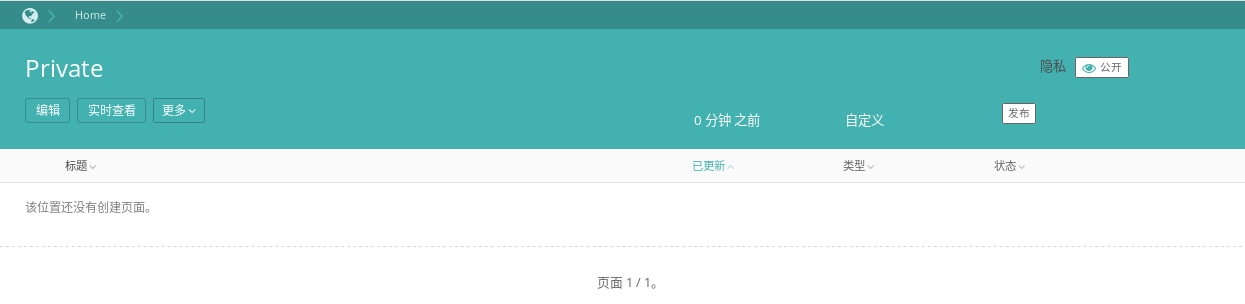 Home
Private
隐私 公开
编辑 实时查看 更多
0 分钟 之前 自定义 发布
标题 已更新 类型 状态
该位置还没有创建页面。
页面 1 / 1。